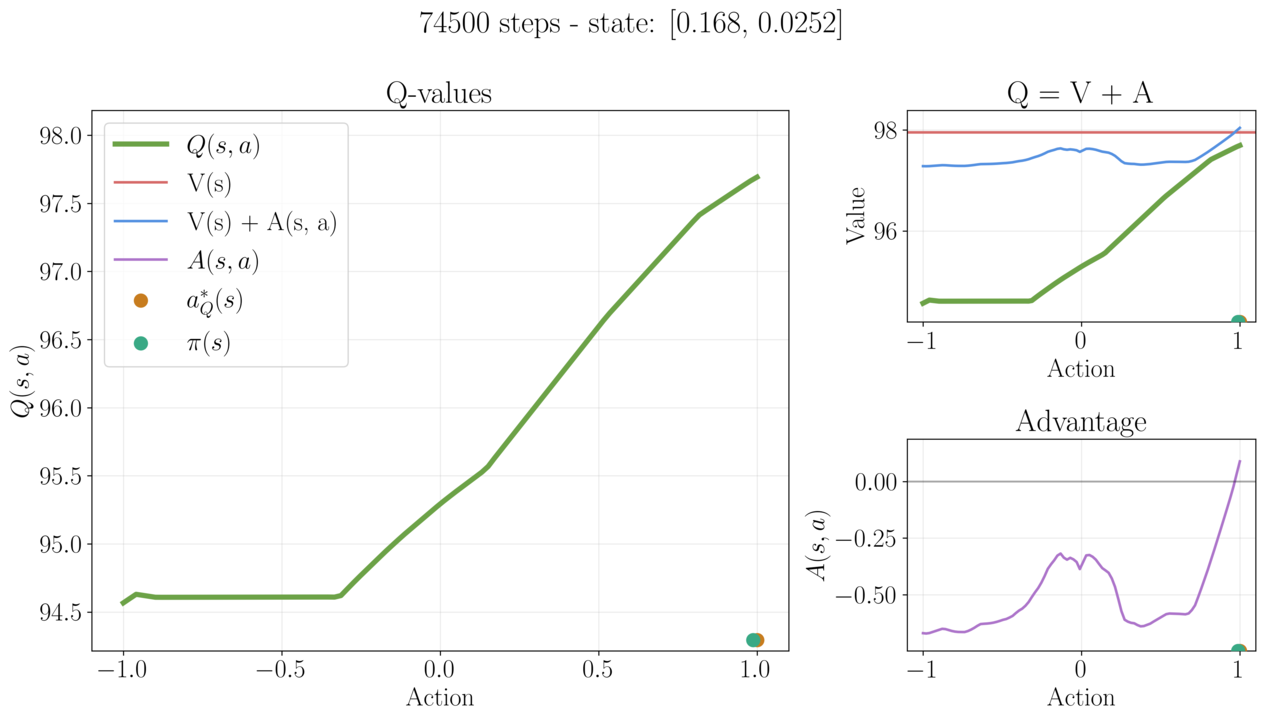 74500 steps - state: [0.168, 0.0252]
Q-values
Q(s, a)
98.0
97.5
97.0
96.5
96.0
95.5
95.0
94.5
Q(s, a)
V(s)
V(s) + A(s, a)
A(s, a)
a*Q(s)
π(s)
−1.0 −0.5 0.0 0.5 1.0
Action
Q = V + A
Value
98
96
−1 0 1
Action
Advantage
A(s, a)
0.00
−0.25
−0.50
−1 0 1
Action